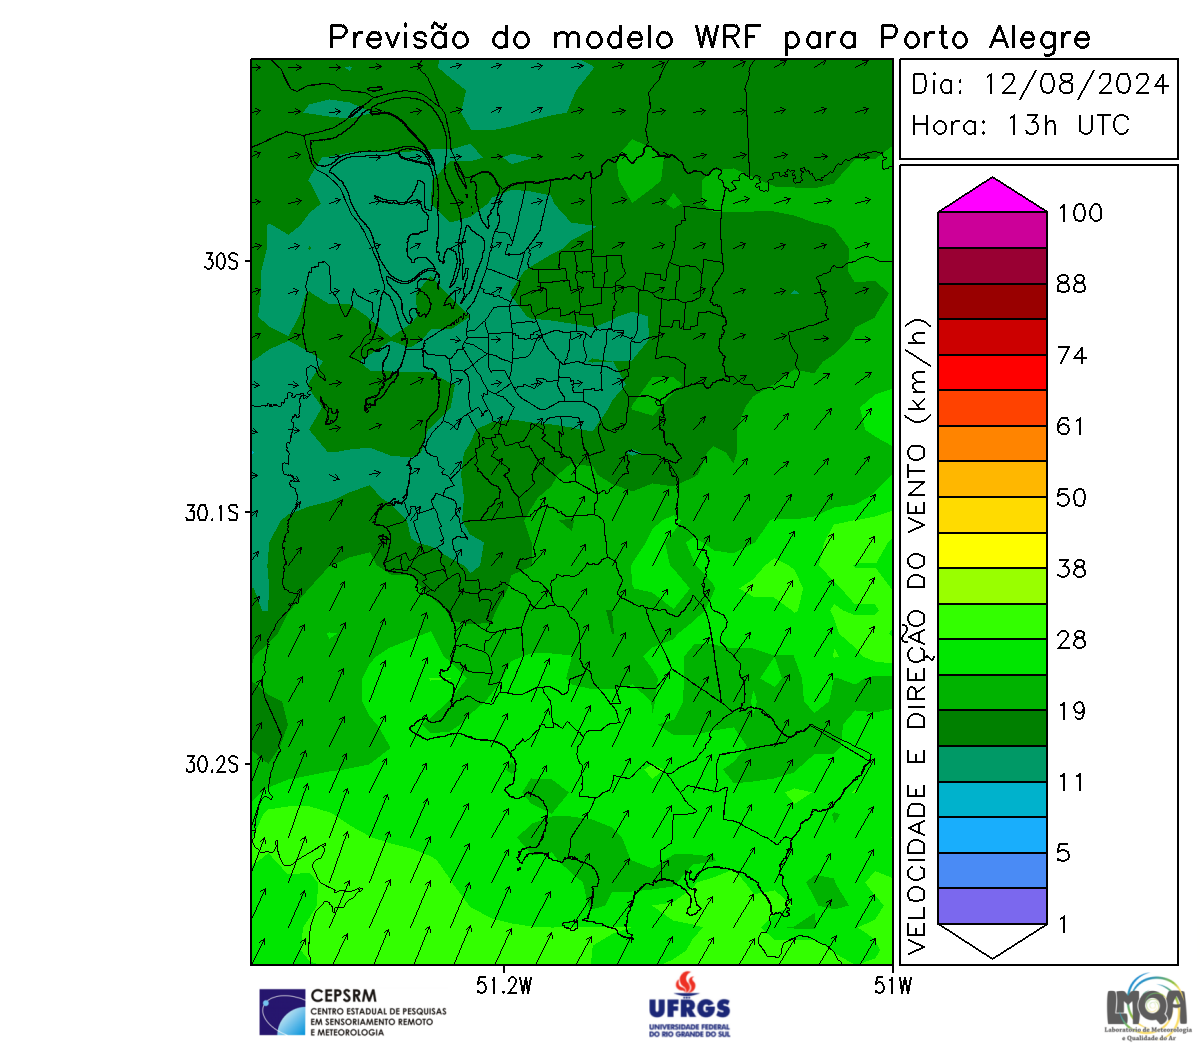 Previsão do modelo WRF para Porto Alegre
Dia: 12/08/2024
Hora: 13h UTC
30S
30.1S
30.2S
51.2W
51W
VELOCIDADE E DIREÇÃO DO VENTO (km/h)
100
88
74
61
50
38
28
19
11
5
1
CEPSRM
CENTRO ESTADUAL DE PESQUISAS
EM SENSORIAMENTO REMOTO
E METEOROLOGIA
UFRGS
UNIVERSIDADE FEDERAL
DO RIO GRANDE DO SUL
LMQA
Laboratório de Meteorologia
e Qualidade do Ar